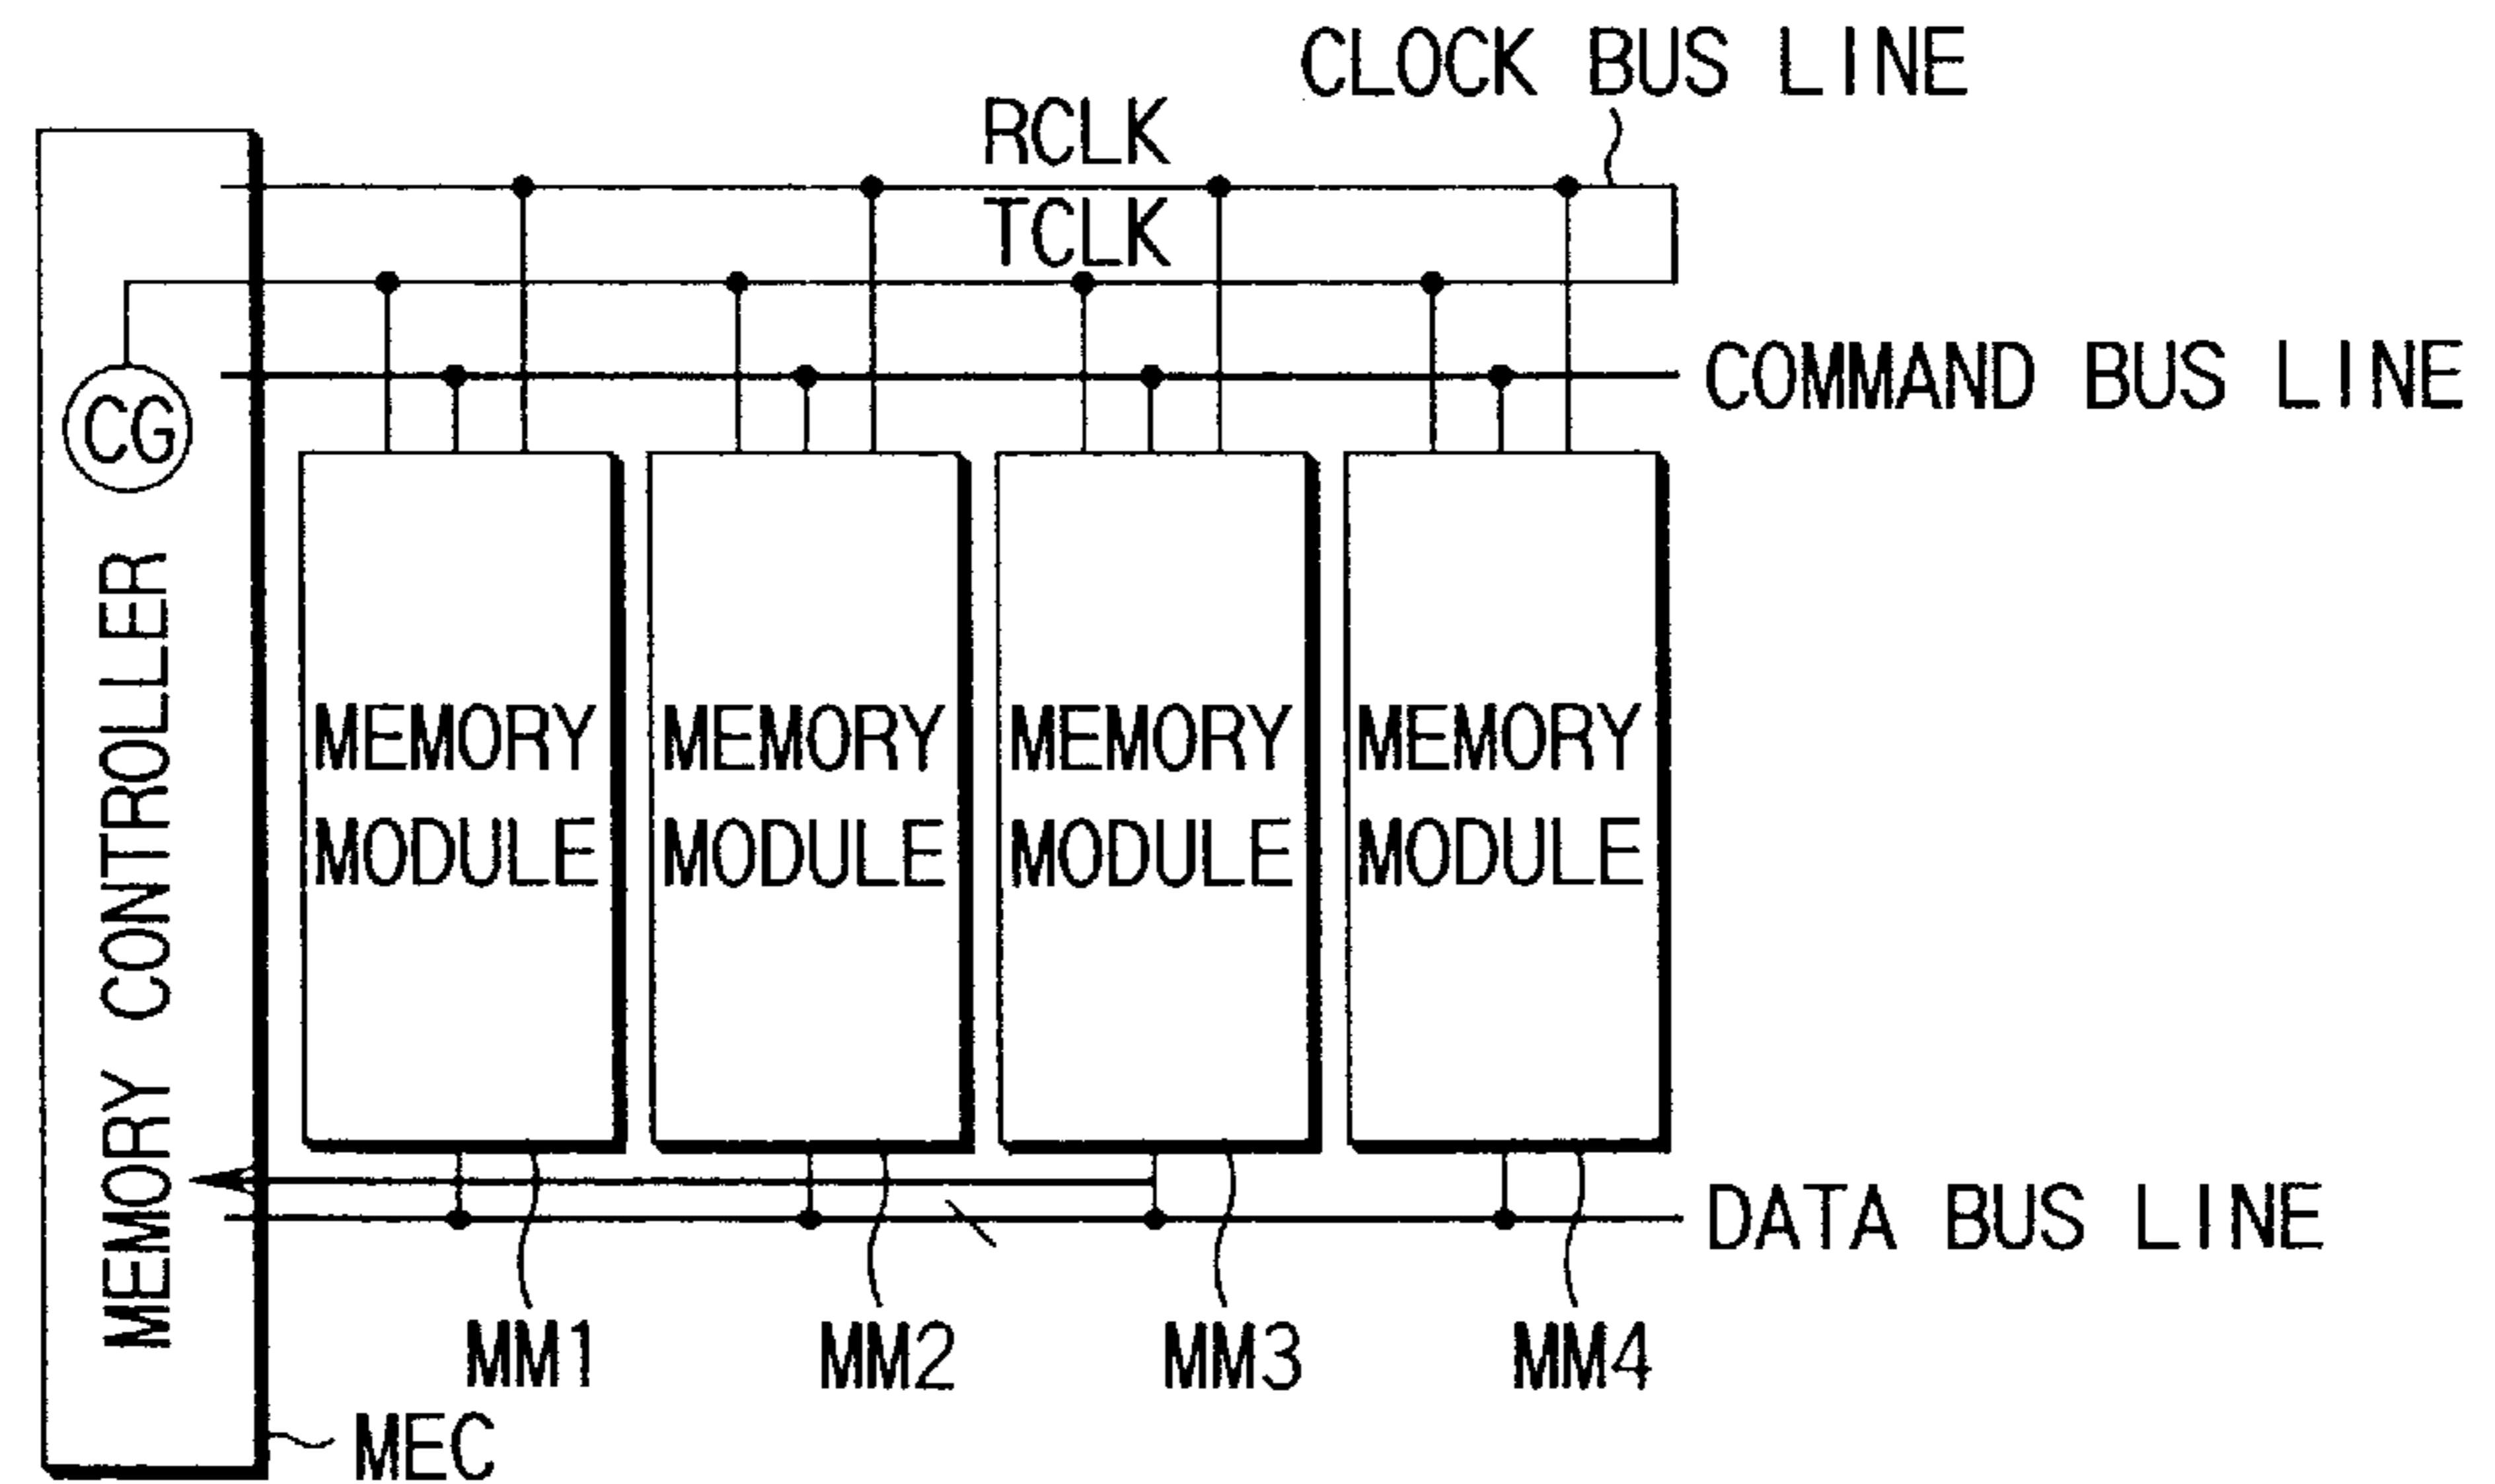 CLOCK BUS LINE
RCLK
TCLK
COMMAND BUS LINE
CG
MEMORY CONTROLLER
MEMORY
MODULE
MEMORY
MODULE
MEMORY
MODULE
MEMORY
MODULE
DATA BUS LINE
MM1
MM2
MM3
MM4
MEC